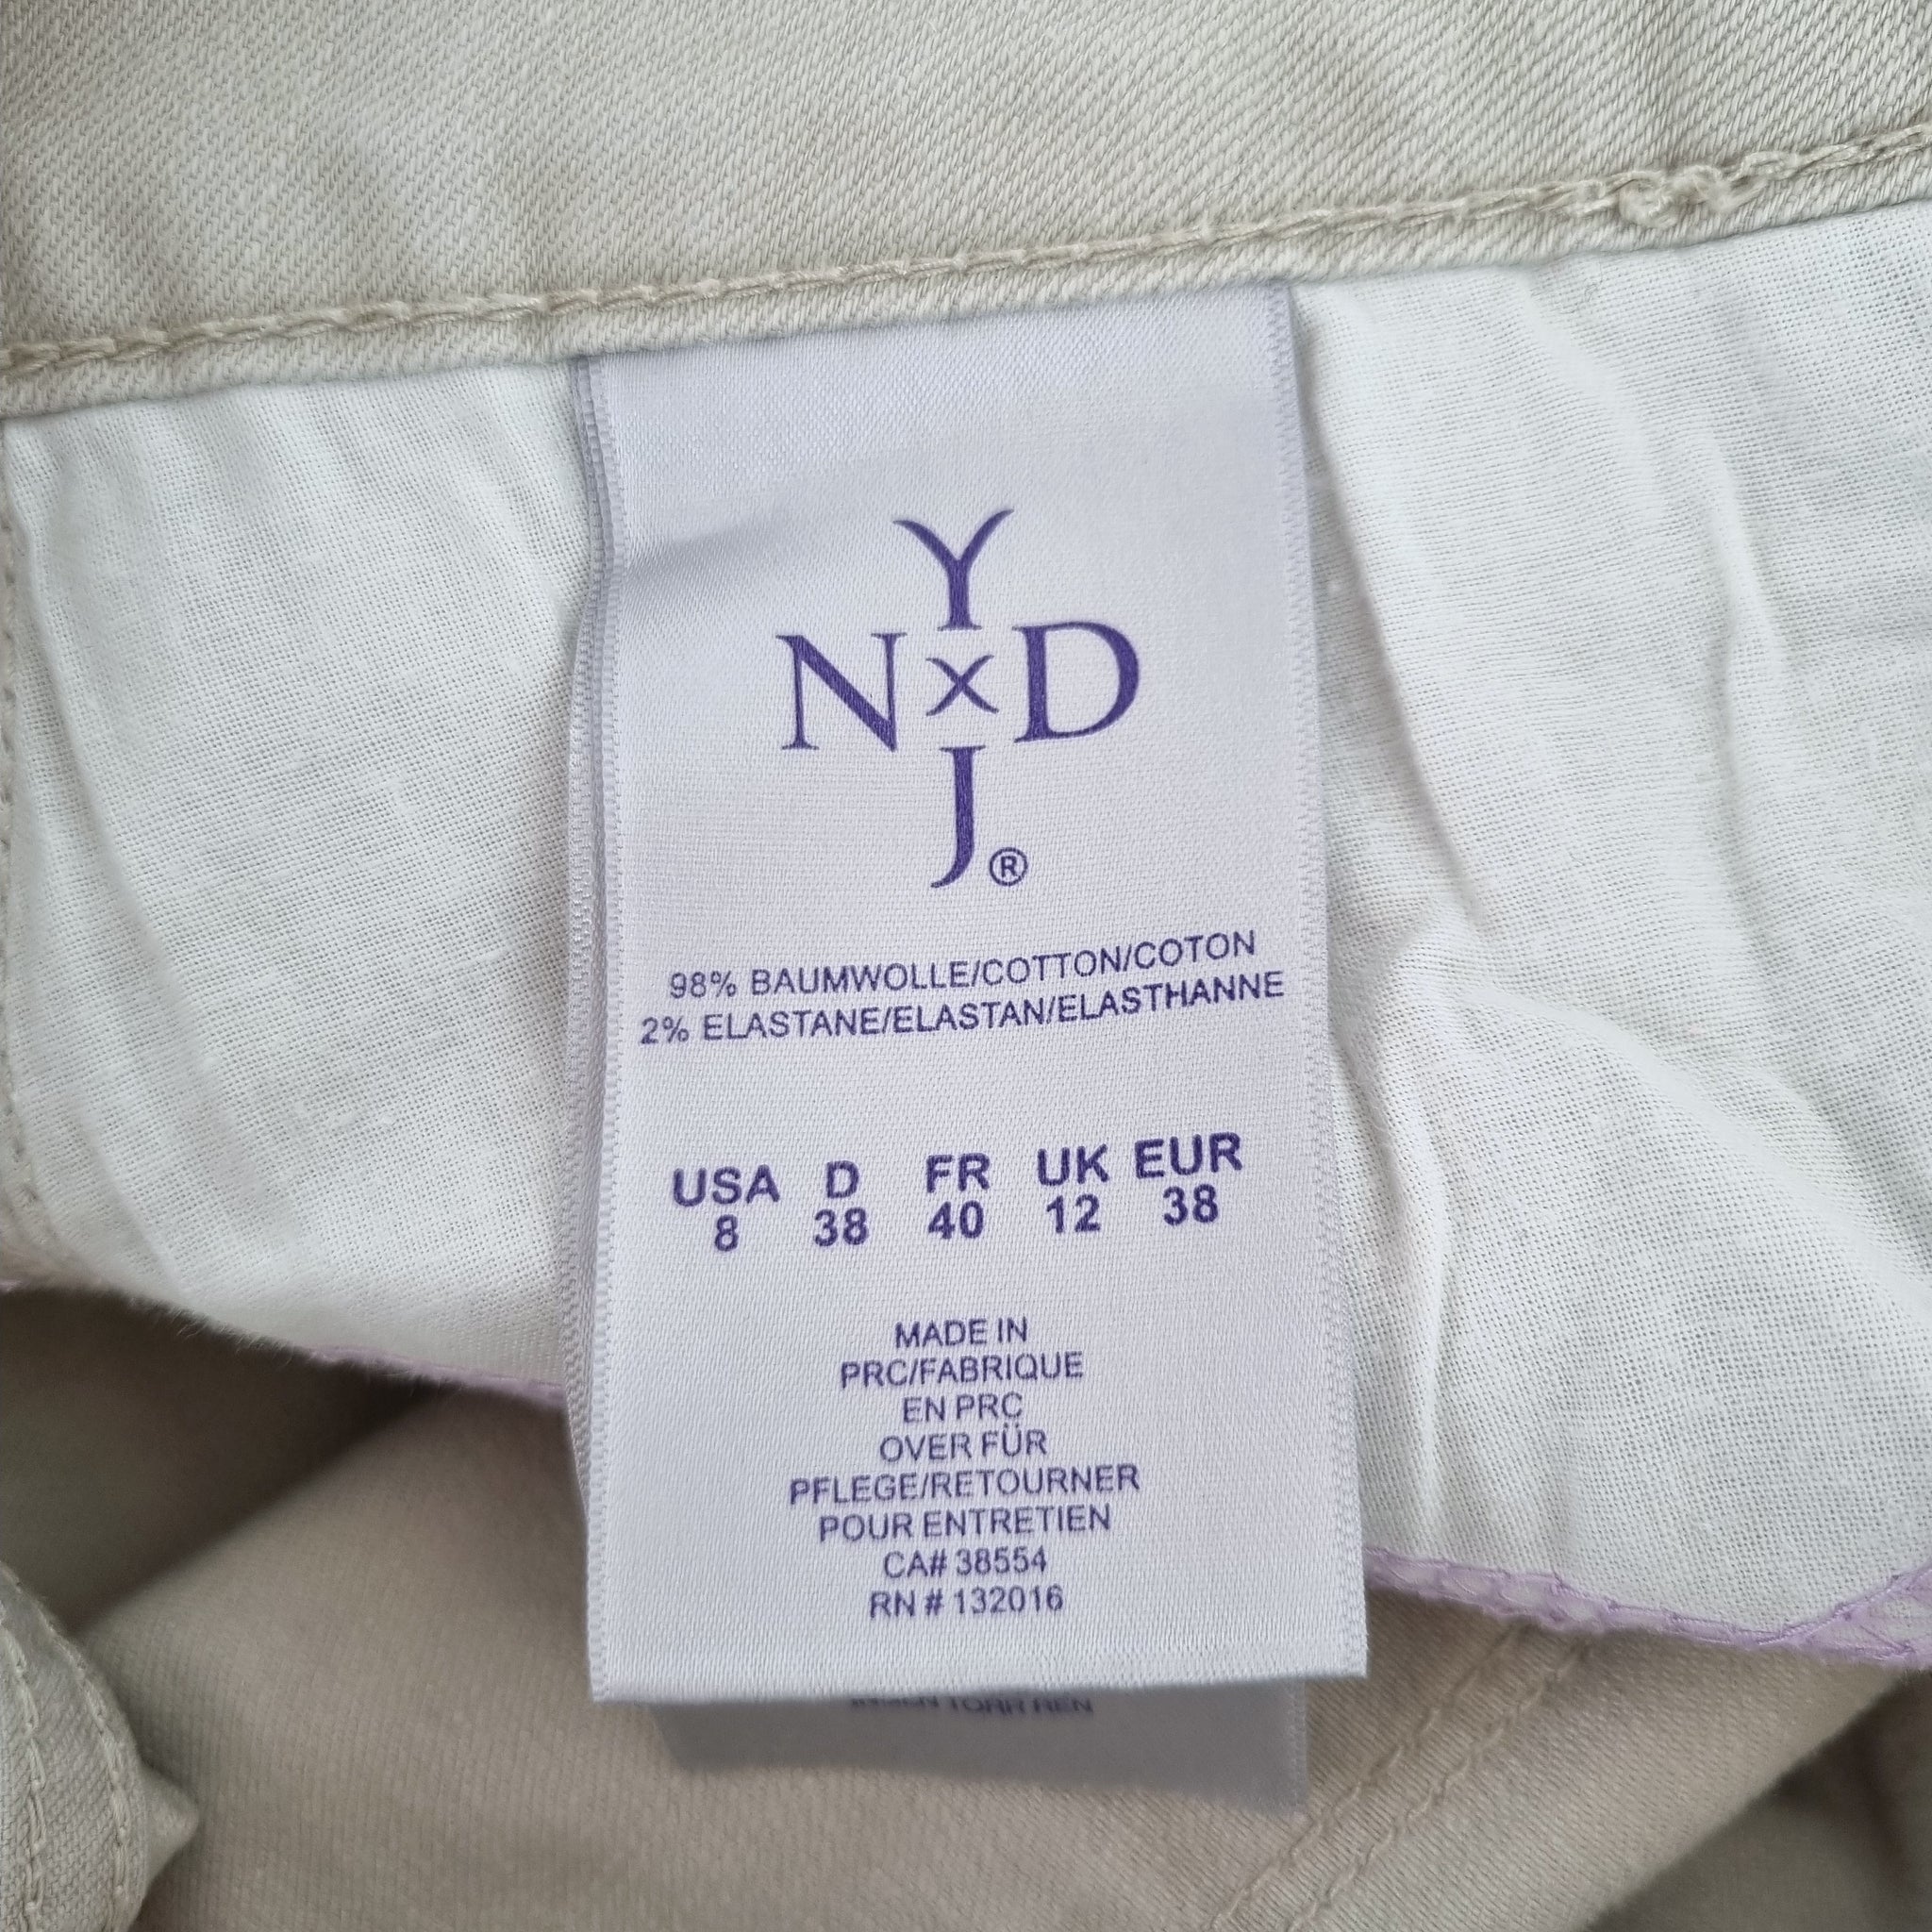 Y
N x D
J®
98% BAUMWOLLE/COTTON/COTON
2% ELASTANE/ELASTAN/ELASTHANNE
USA D FR UK EUR
8 38 40 12 38
MADE IN
PRC/FABRIQUE
EN PRC
OVER FÜR
PFLEGE/RETOURNER
POUR ENTRETIEN
CA# 38554
RN # 132016